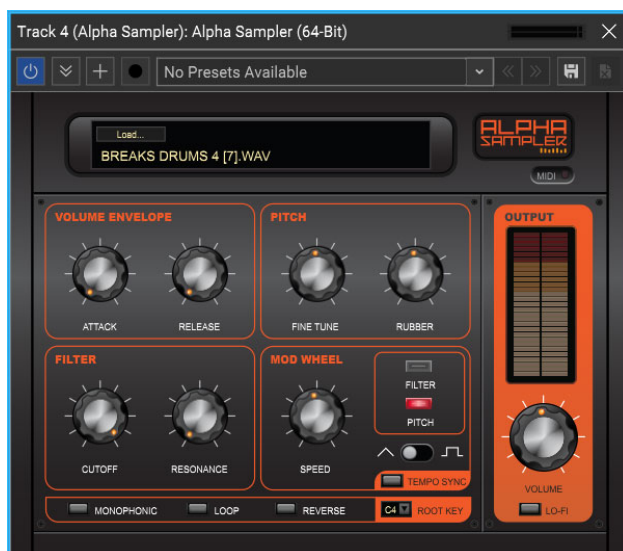 Track 4 (Alpha Sampler): Alpha Sampler (64-Bit)
No Presets Available
Load...
BREAKS DRUMS 4 [7].WAV
ALPHA
SAMPLER
MIDI
VOLUME ENVELOPE
ATTACK
RELEASE
PITCH
FINE TUNE
RUBBER
OUTPUT
FILTER
CUTOFF
RESONANCE
MOD WHEEL
SPEED
FILTER
PITCH
TEMPO SYNC
VOLUME
MONOPHONIC
LOOP
REVERSE
C4
ROOT KEY
LO-FI